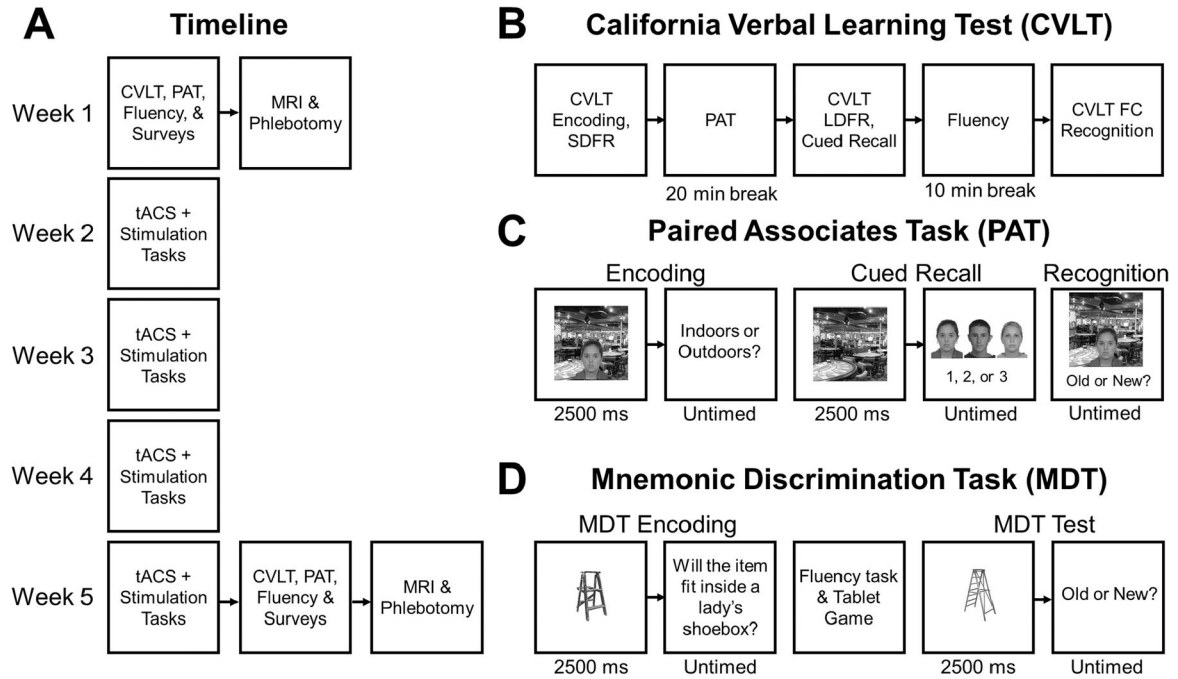 A Timeline
Week 1
CVLT, PAT,
Fluency, &
Surveys
MRI &
Phlebotomy
Week 2
tACS +
Stimulation
Tasks
Week 3
tACS +
Stimulation
Tasks
Week 4
tACS +
Stimulation
Tasks
Week 5
tACS +
Stimulation
Tasks
CVLT, PAT,
Fluency &
Surveys
MRI &
Phlebotomy
B California Verbal Learning Test (CVLT)
CVLT
Encoding,
SDFR
PAT
20 min break
CVLT
LDFR,
Cued Recall
Fluency
10 min break
CVLT FC
Recognition
C Paired Associates Task (PAT)
Encoding
2500 ms
Indoors or
Outdoors?
Untimed
Cued Recall
2500 ms
1, 2, or 3
Untimed
Recognition
Old or New?
Untimed
D Mnemonic Discrimination Task (MDT)
MDT Encoding
2500 ms
Will the item
fit inside a
lady's
shoebox?
Untimed
Fluency task
& Tablet
Game
MDT Test
2500 ms
Old or New?
Untimed